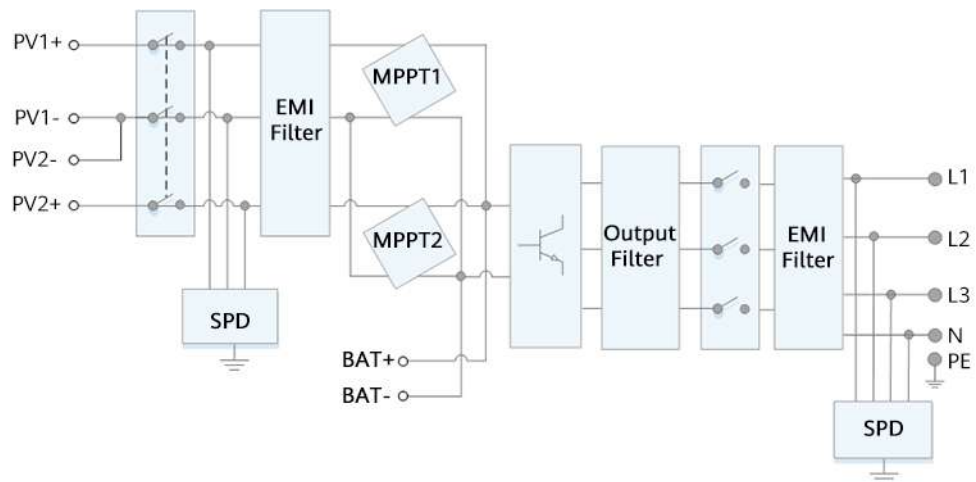 PV1+
PV1-
PV2-
PV2+
EMI
Filter
MPPT1
MPPT2
SPD
BAT+
BAT-
Output
Filter
EMI
Filter
L1
L2
L3
N
PE
SPD